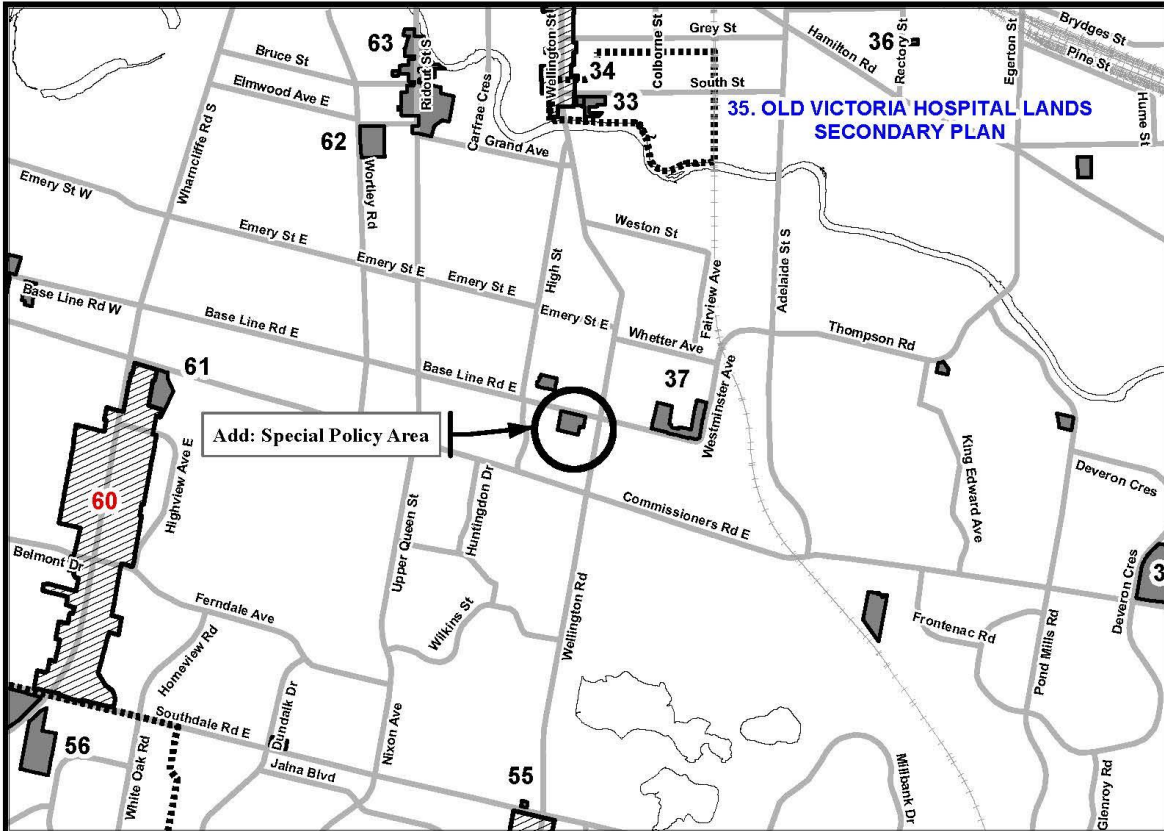 63
Bruce St
Elmwood Ave E
Ridout St S
62
Wharncliffe Rd S
Wortley Rd
Carfrae Cres
Grand Ave
Wellington St
34
33
Colborne St
Grey St
South St
Hamilton Rd
36
Rectory St
Egerton St
Brydges St
Pine St
Hume St
35. OLD VICTORIA HOSPITAL LANDS
SECONDARY PLAN
Emery St W
Emery St E
Emery St E
Emery St E
Emery St E
High St
Weston St
Fairview Ave
Adelaide St S
Whetter Ave
Thompson Rd
Base Line Rd W
Base Line Rd E
Base Line Rd E
61
37
Westminster Ave
Add: Special Policy Area
60
Highview Ave E
Upper Queen St
Huntingdon Dr
Commissioners Rd E
King Edward Ave
Deveron Cres
Deveron Cres
3
Belmont Dr
Ferndale Ave
Wilkins St
Wellington Rd
Frontenac Rd
Pond Mills Rd
Homeview Rd
Southdale Rd E
Dundalk Dr
Nixon Ave
56
White Oak Rd
Jalna Blvd
55
Millbank Dr
Glenroy Rd